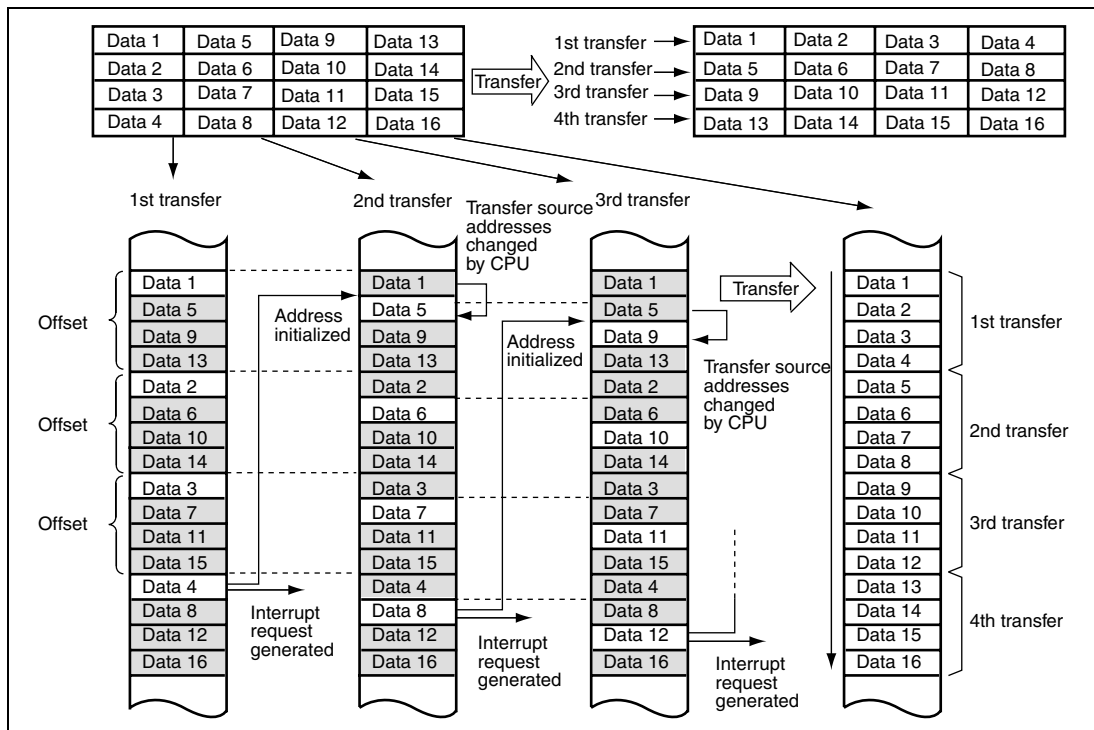 Data 1 Data 5 Data 9 Data 13
Data 2 Data 6 Data 10 Data 14
Data 3 Data 7 Data 11 Data 15
Data 4 Data 8 Data 12 Data 16
Transfer
1st transfer
2nd transfer
3rd transfer
4th transfer
Data 1 Data 2 Data 3 Data 4
Data 5 Data 6 Data 7 Data 8
Data 9 Data 10 Data 11 Data 12
Data 13 Data 14 Data 15 Data 16
1st transfer
Offset
Offset
Offset
Data 1
Data 5
Data 9
Data 13
Data 2
Data 6
Data 10
Data 14
Data 3
Data 7
Data 11
Data 15
Data 4
Data 8
Data 12
Data 16
Address
initialized
Interrupt
request
generated
2nd transfer
Transfer source
addresses
changed
by CPU
Data 1
Data 5
Data 9
Data 13
Data 2
Data 6
Data 10
Data 14
Data 3
Data 7
Data 11
Data 15
Data 4
Data 8
Data 12
Data 16
Address
initialized
Interrupt
request
generated
3rd transfer
Data 1
Data 5
Data 9
Data 13
Data 2
Data 6
Data 10
Data 14
Data 3
Data 7
Data 11
Data 15
Data 4
Data 8
Data 12
Data 16
Transfer
Transfer source
addresses
changed
by CPU
Interrupt
request
generated
Data 1
Data 2
Data 3
Data 4
Data 5
Data 6
Data 7
Data 8
Data 9
Data 10
Data 11
Data 12
Data 13
Data 14
Data 15
Data 16
1st transfer
2nd transfer
3rd transfer
4th transfer